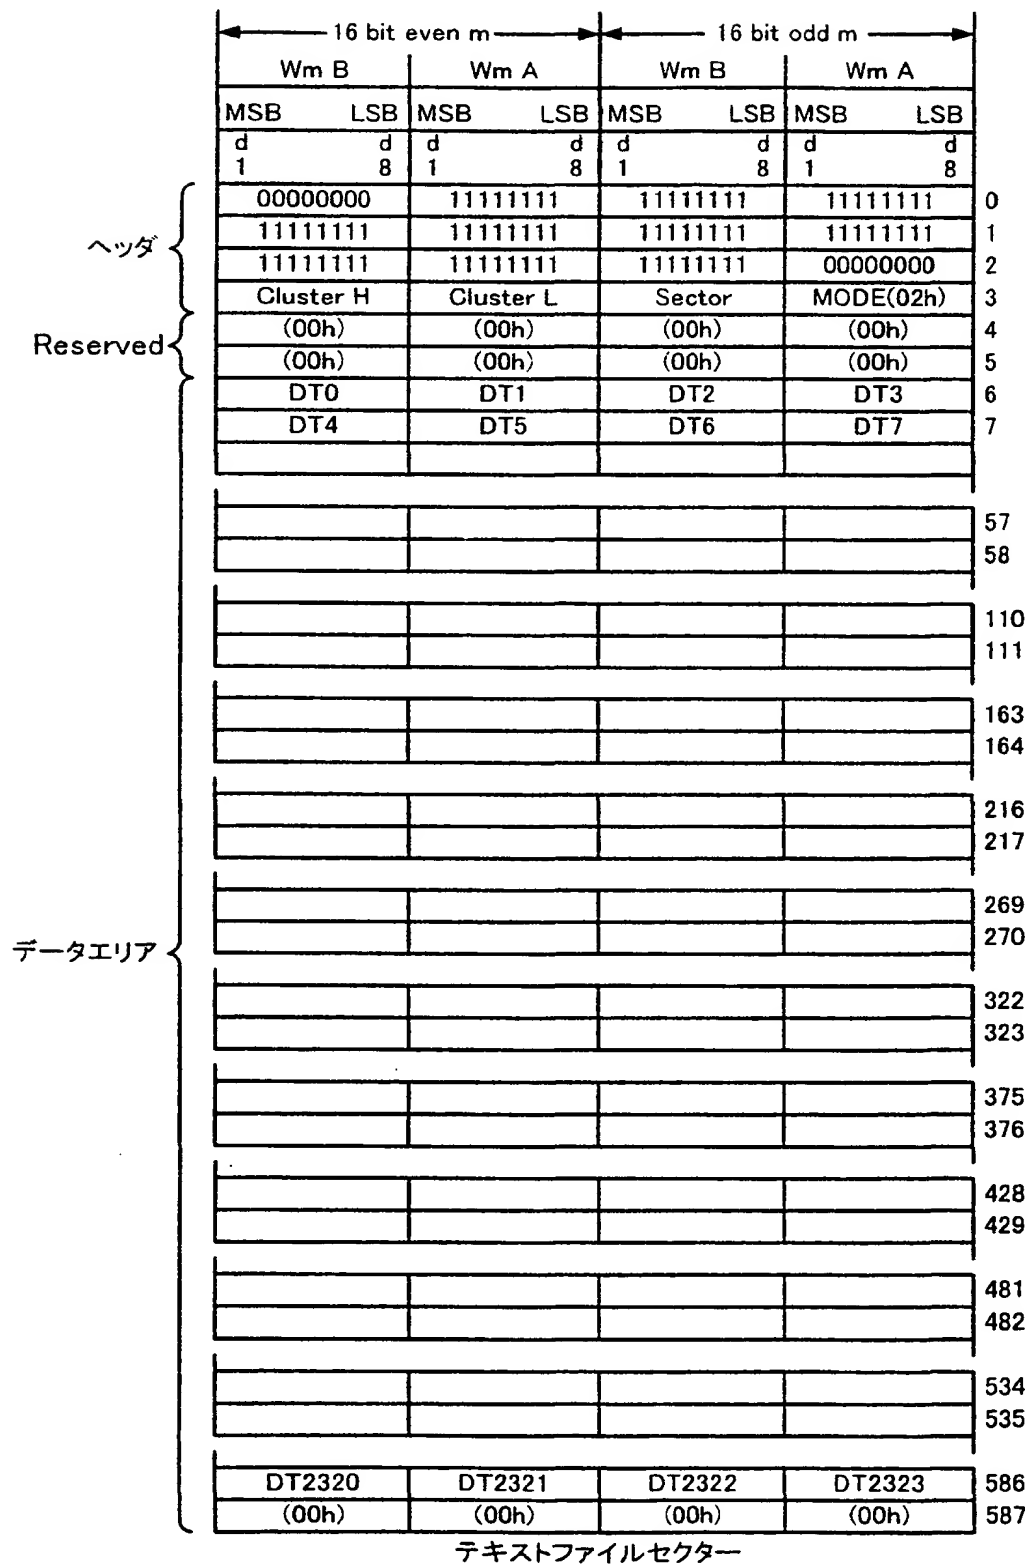 16 bit even m 16 bit odd m
Wm B Wm A Wm B Wm A
MSB LSB MSB LSB MSB LSB MSB LSB
d d d d d d d d
1 8 1 8 1 8 1 8
00000000 11111111 11111111 11111111 0
11111111 11111111 11111111 11111111 1
ヘッダ
11111111 11111111 11111111 00000000 2
Cluster H Cluster L Sector MODE(02h) 3
(00h) (00h) (00h) (00h) 4
Reserved
(00h) (00h) (00h) (00h) 5
DT0 DT1 DT2 DT3 6
DT4 DT5 DT6 DT7 7
57
58
110
111
163
164
216
217
269
270
データエリア
322
323
375
376
428
429
481
482
534
535
DT2320 DT2321 DT2322 DT2323 586
(00h) (00h) (00h) (00h) 587
テキストファイルセクター